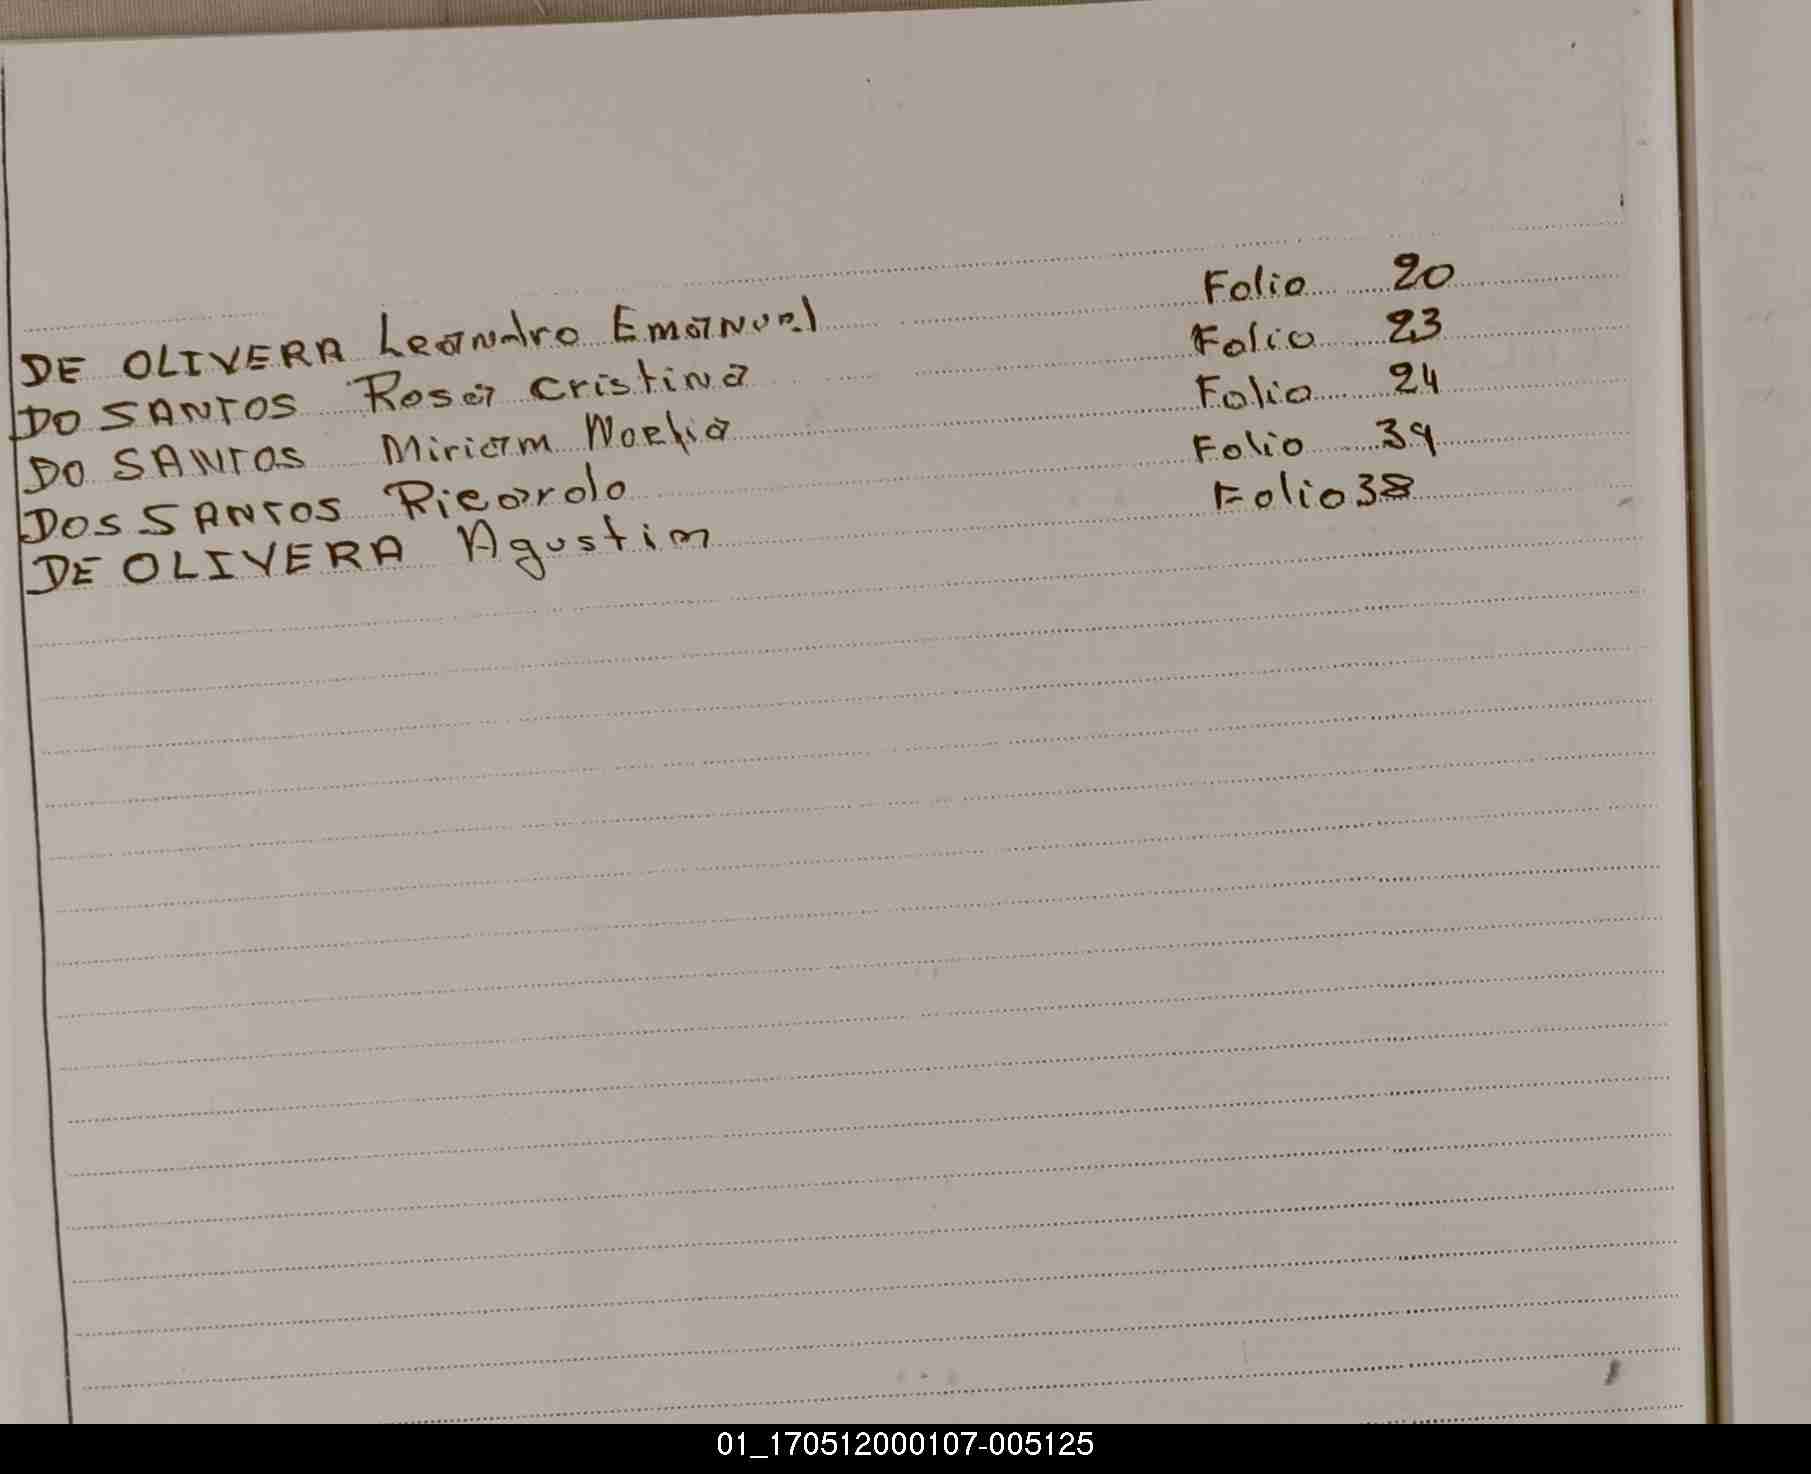 DE OLIVERA Leandro Emanuel Folio 20
DO SANTOS Rosa Cristina Folio 23
DO SANTOS Miriam Noelia Folio 24
DOS SANTOS Ricardo Folio 39
DE OLIVERA Agustin Folio 38
01_170512000107-005125